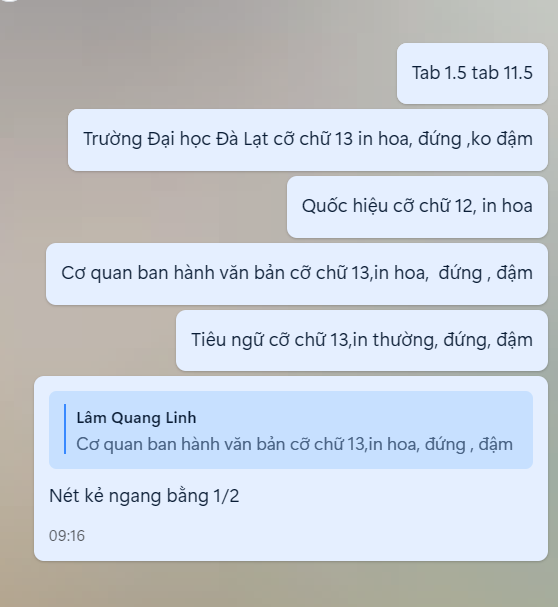 Tab 1.5 tab 11.5
Trường Đại học Đà Lạt cỡ chữ 13 in hoa, đứng ,ko đậm
Quốc hiệu cỡ chữ 12, in hoa
Cơ quan ban hành văn bản cỡ chữ 13,in hoa, đứng , đậm
Tiêu ngữ cỡ chữ 13,in thường, đứng, đậm
Lâm Quang Linh
Cơ quan ban hành văn bản cỡ chữ 13,in hoa, đứng , đậm
Nét kẻ ngang bằng 1/2
09:16